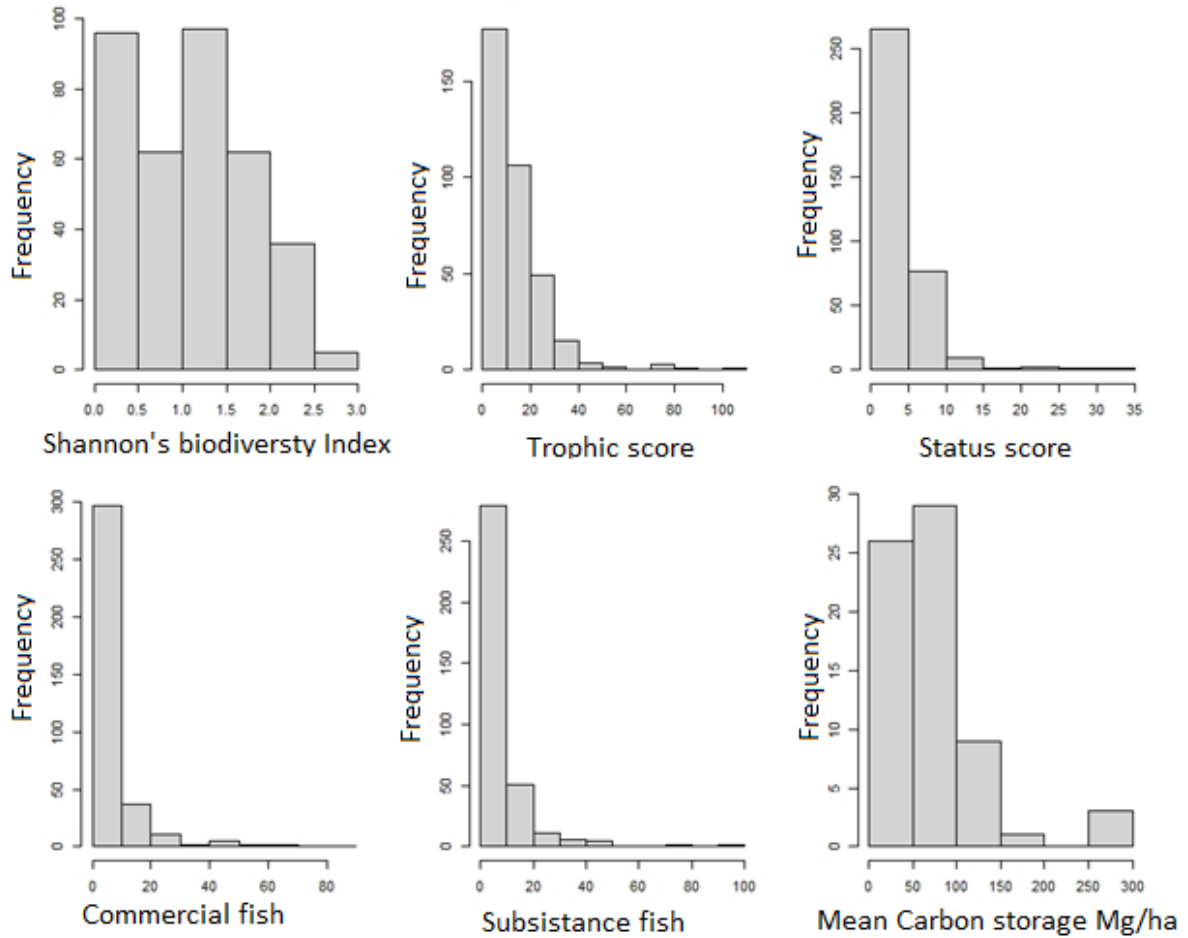 Frequency
100
80
60
40
20
0
0.0 0.5 1.0 1.5 2.0 2.5 3.0
Shannon's biodiversty Index
Frequency
150
100
50
0
0 20 40 60 80 100
Trophic score
Frequency
250
200
150
100
50
0
0 5 10 15 20 25 30 35
Status score
Frequency
300
250
200
150
100
50
0
0 20 40 60 80
Commercial fish
Frequency
250
200
150
100
50
0
0 20 40 60 80 100
Subsistance fish
Frequency
30
25
20
15
10
5
0
0 50 100 150 200 250 300
Mean Carbon storage Mg/ha